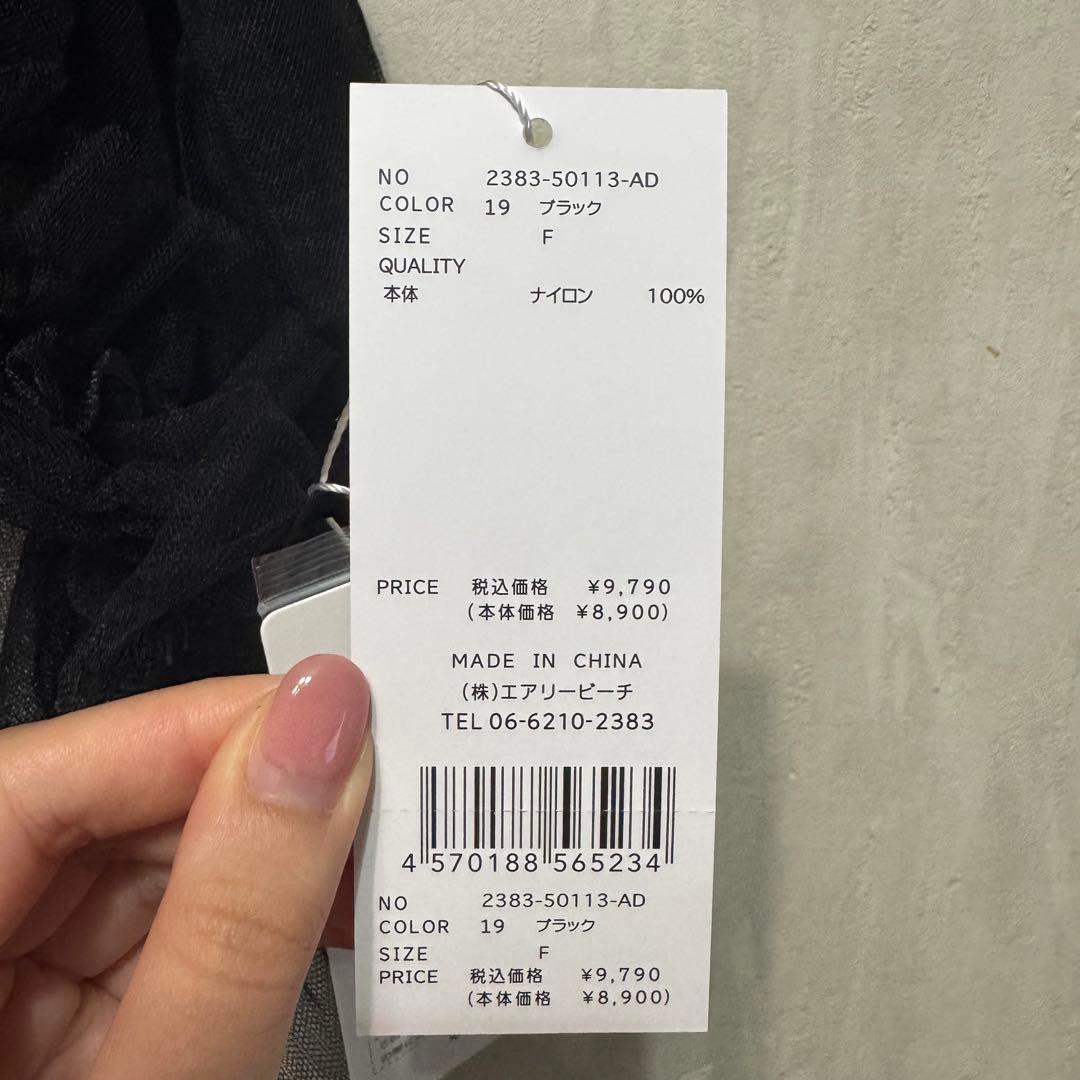 NO 2383-50113-AD
COLOR 19 ブラック
SIZE F
QUALITY
本体 ナイロン 100%
PRICE 税込価格 ¥9,790
(本体価格 ¥8,900)
MADE IN CHINA
(株)エアリービーチ
TEL 06-6210-2383
4 570188 565234
NO 2383-50113-AD
COLOR 19 ブラック
SIZE F
PRICE 税込価格 ¥9,790
(本体価格 ¥8,900)